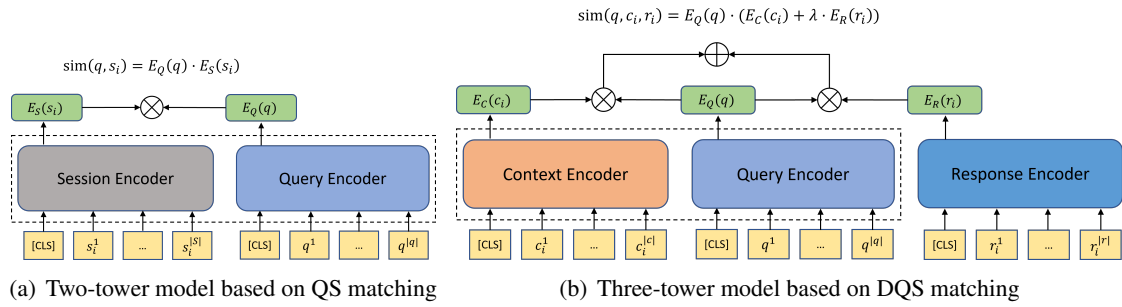 sim(q, s_i) = E_Q(q) · E_S(s_i)
E_S(s_i)
E_Q(q)
Session Encoder
Query Encoder
[CLS] s_i^1 ... s_i^{|S|}
[CLS] q^1 ... q^{|q|}
(a) Two-tower model based on QS matching
sim(q, c_i, r_i) = E_Q(q) · (E_C(c_i) + λ · E_R(r_i))
E_C(c_i)
E_Q(q)
E_R(r_i)
Context Encoder
Query Encoder
Response Encoder
[CLS] c_i^1 ... c_i^{|c|}
[CLS] q^1 ... q^{|q|}
[CLS] r_i^1 ... r_i^{|r|}
(b) Three-tower model based on DQS matching